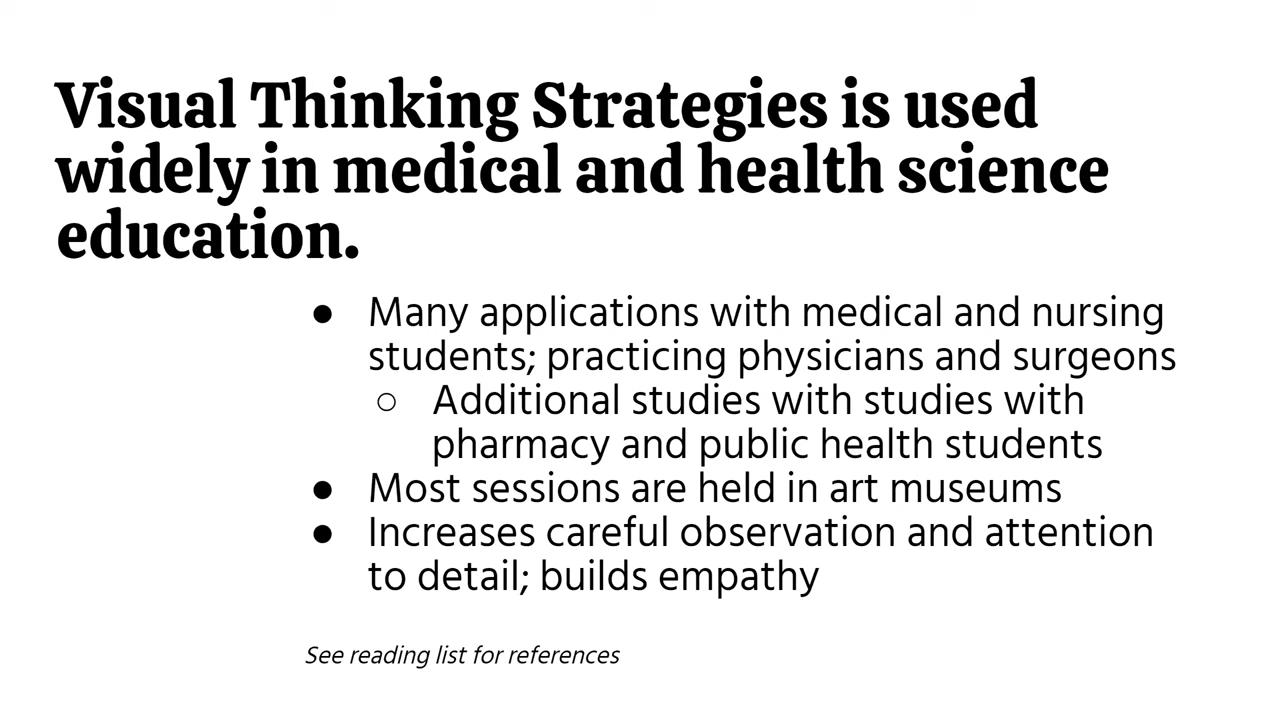 Visual Thinking Strategies is used
widely in medical and health science
education.
● Many applications with medical and nursing
students; practicing physicians and surgeons
○ Additional studies with studies with
pharmacy and public health students
● Most sessions are held in art museums
● Increases careful observation and attention
to detail; builds empathy
See reading list for references